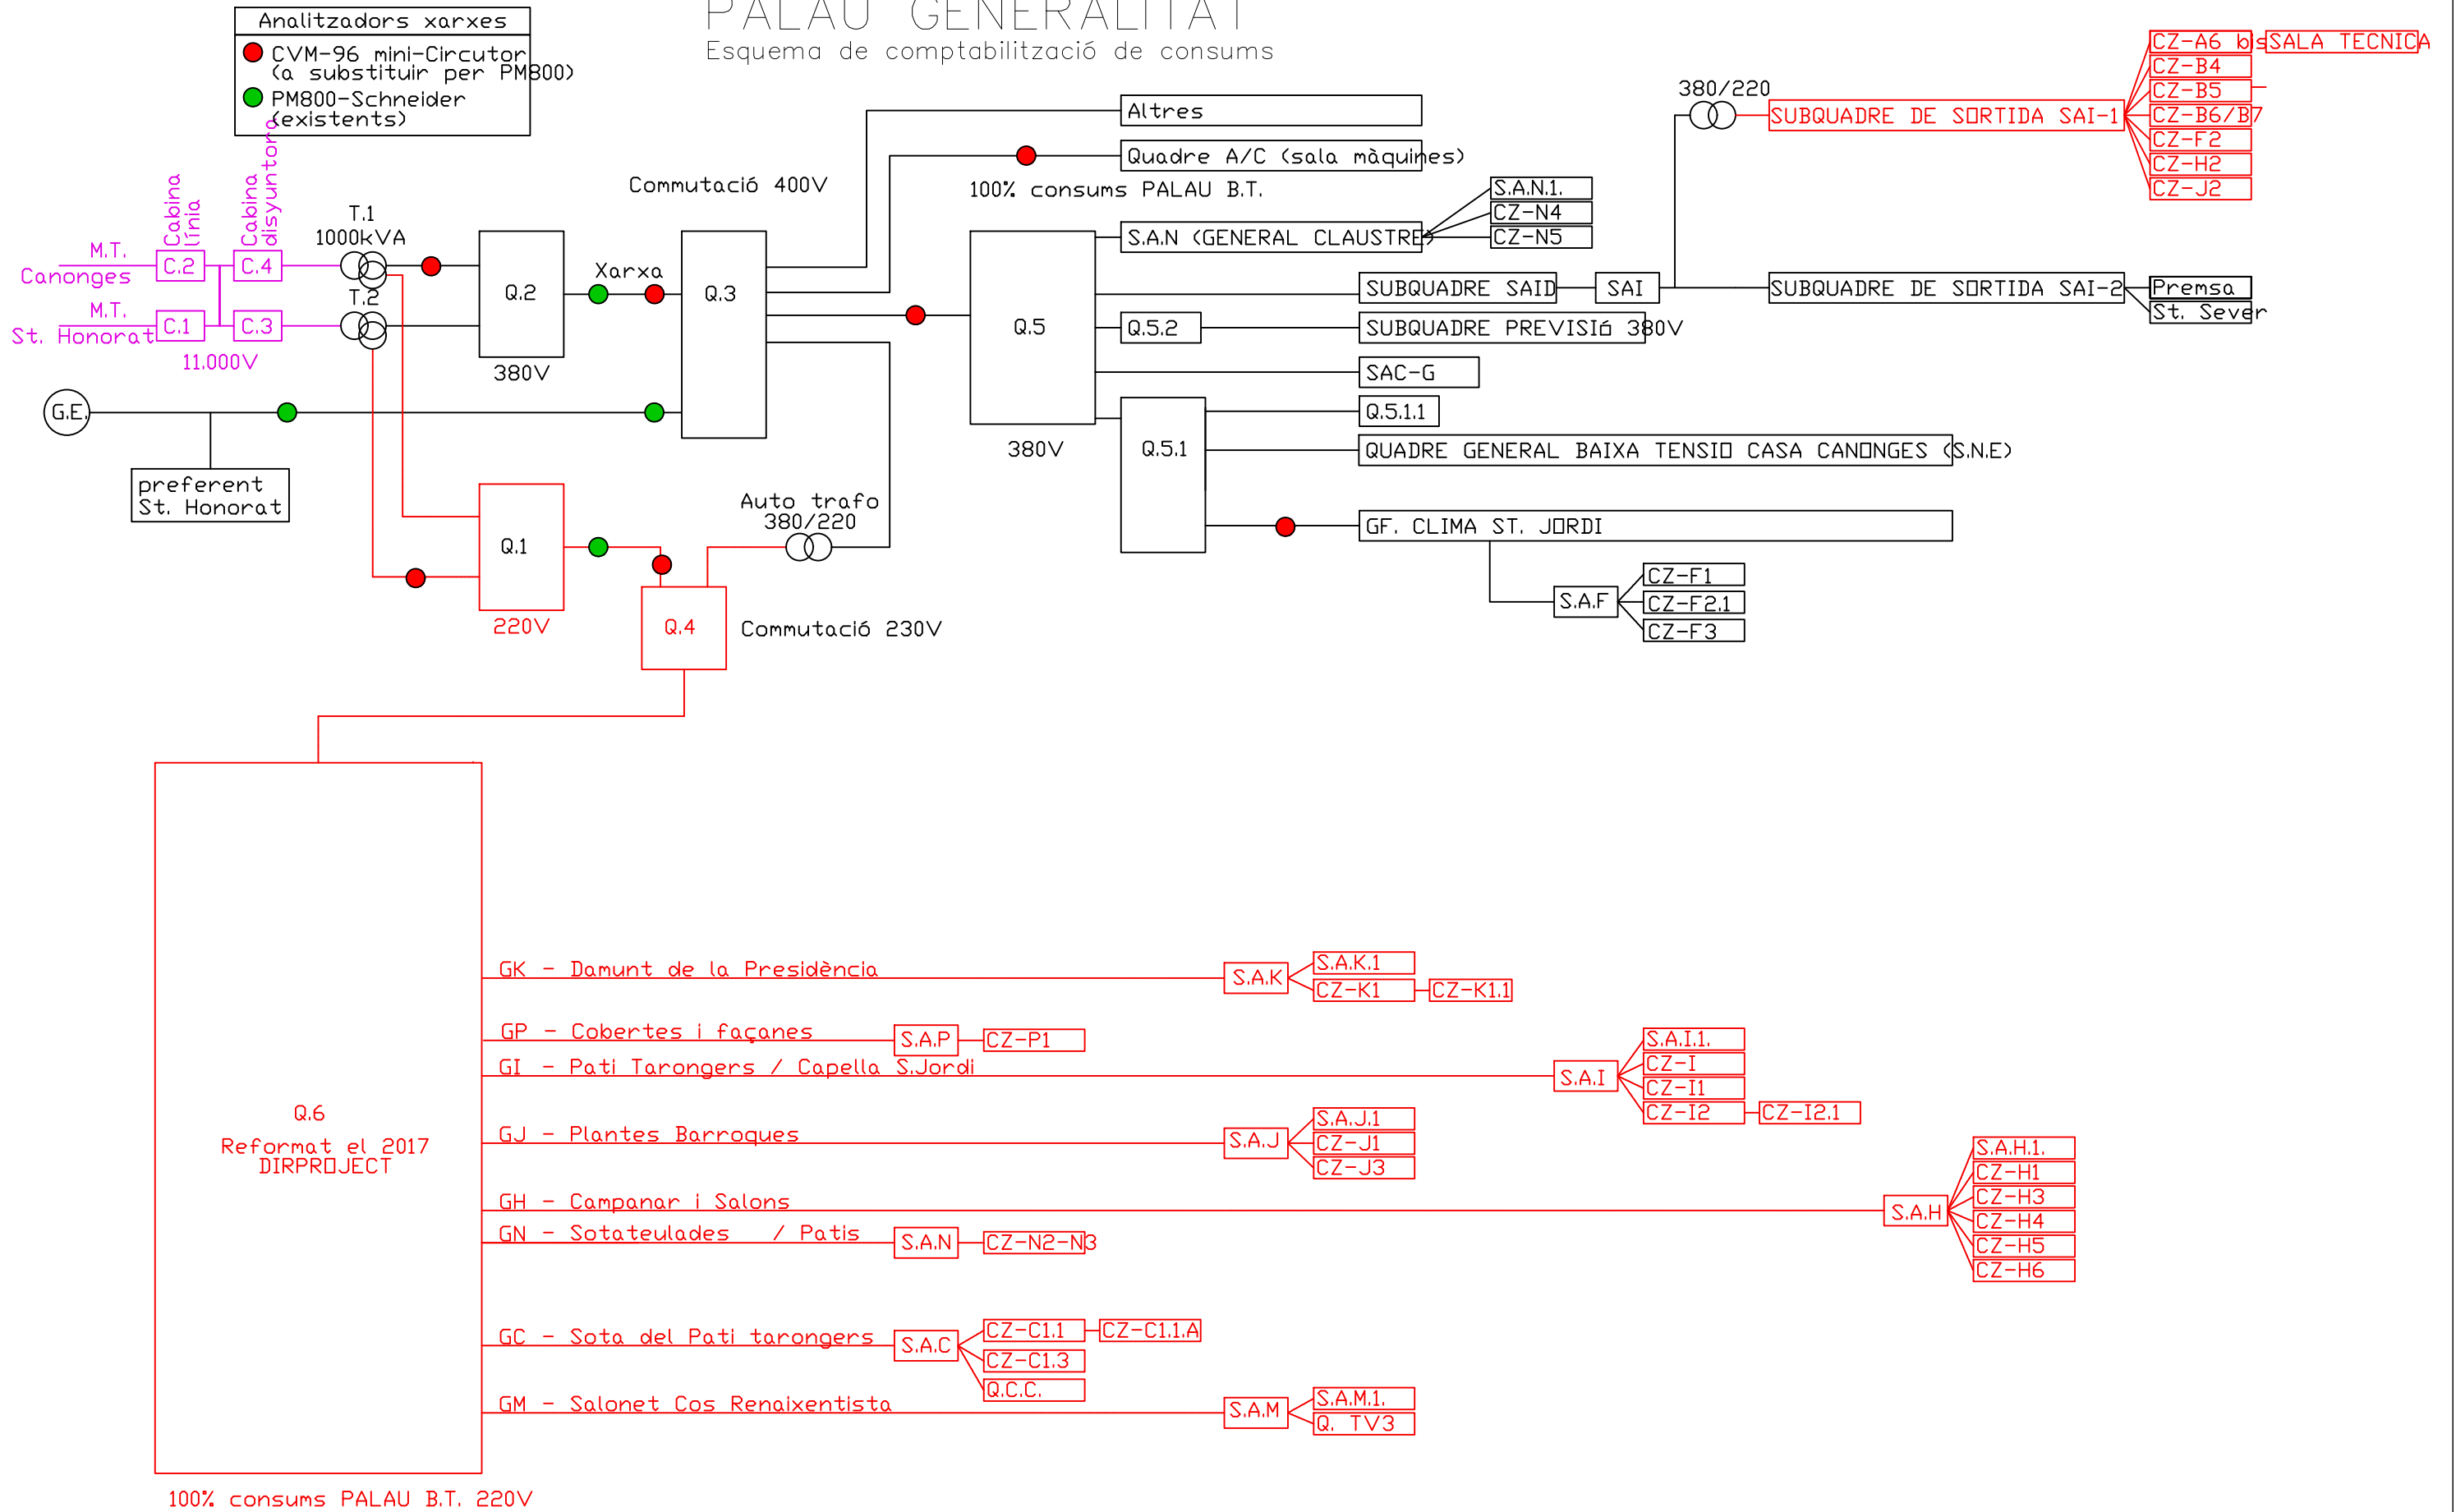 PALAU GENERALITAT
Esquema de comptabilització de consums
Analitzadors xarxes
CVM-96 mini-Circutor
(a substituir per PM800)
PM800-Schneider
(existents)
Cabina
línia
Cabina
disyuntora
M.T.
Canonges
M.T.
St. Honorat
C.2
C.4
C.1
C.3
11.000V
T.1
1000kVA
T.2
Q.2
380V
Xarxa
Commutació 400V
Q.3
G.E.
preferent
St. Honorat
Q.1
220V
Auto trafo
380/220
Q.4
Commutació 230V
Altres
Quadre A/C (sala màquines)
100% consums PALAU B.T.
S.A.N (GENERAL CLAUSTRE)
S.A.N.1.
CZ-N4
CZ-N5
Q.5
380V
SUBQUADRE SAID
SAI
Q.5.2
SUBQUADRE PREVISIó 380V
SAC-G
Q.5.1
Q.5.1.1
QUADRE GENERAL BAIXA TENSIO CASA CANONGES (S.N.E)
GF. CLIMA ST. JORDI
S.A.F
CZ-F1
CZ-F2.1
CZ-F3
380/220
SUBQUADRE DE SORTIDA SAI-1
CZ-A6 bis
SALA TECNICA
CZ-B4
CZ-B5
CZ-B6/B7
CZ-F2
CZ-H2
CZ-J2
SUBQUADRE DE SORTIDA SAI-2
Premsa
St. Sever
Q.6
Reformat el 2017
DIRPROJECT
GK - Damunt de la Presidència
S.A.K
S.A.K.1
CZ-K1
CZ-K1.1
GP - Cobertes i façanes
S.A.P
CZ-P1
GI - Pati Tarongers / Capella S.Jordi
S.A.I
S.A.I.1.
CZ-I
CZ-I1
CZ-I2
CZ-I2.1
GJ - Plantes Barroques
S.A.J
S.A.J.1
CZ-J1
CZ-J3
GH - Campanar i Salons
S.A.H
S.A.H.1.
CZ-H1
CZ-H3
CZ-H4
CZ-H5
CZ-H6
GN - Sotateulades / Patis
S.A.N
CZ-N2-N3
GC - Sota del Pati tarongers
S.A.C
CZ-C1.1
CZ-C1.1.A
CZ-C1.3
Q.C.C.
GM - Salonet Cos Renaixentista
S.A.M
S.A.M.1.
Q. TV3
100% consums PALAU B.T. 220V